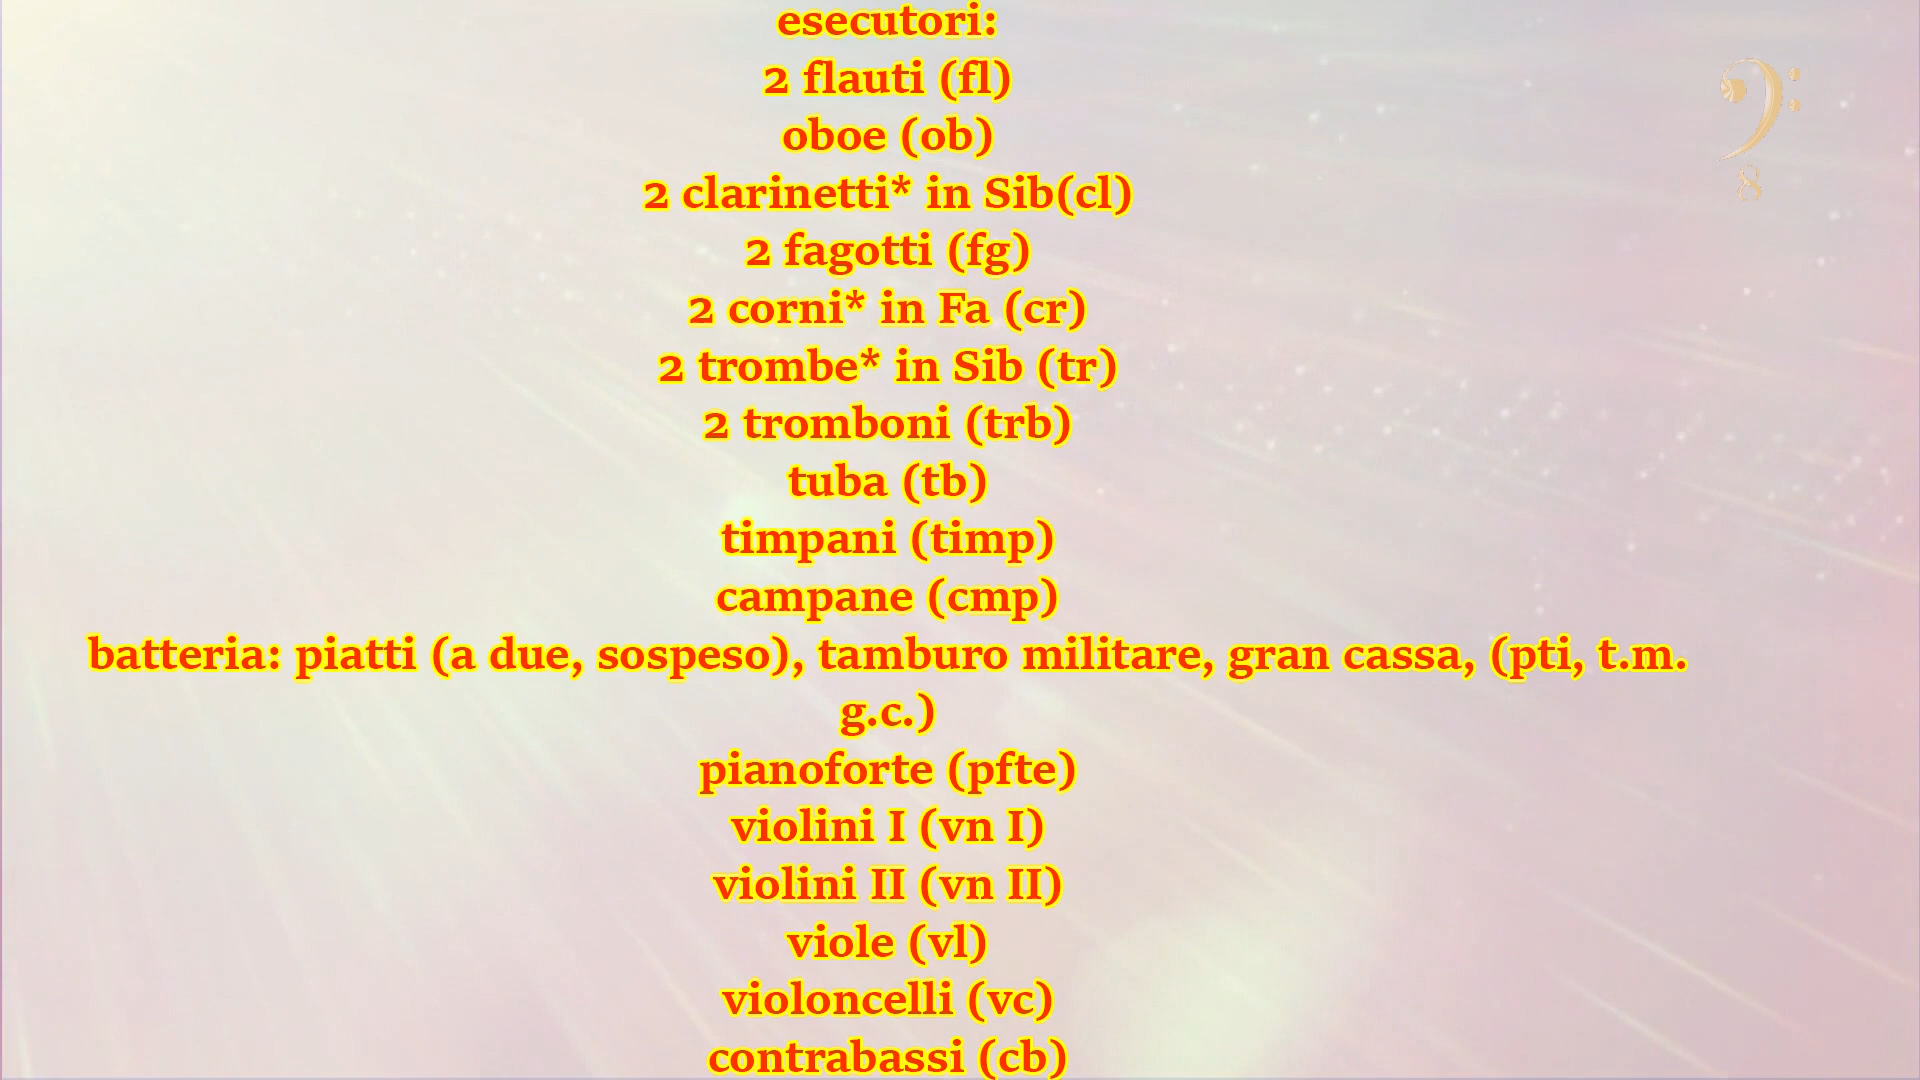 esecutori:
2 flauti (fl)
oboe (ob)
2 clarinetti* in Sib(cl)
2 fagotti (fg)
2 corni* in Fa (cr)
2 trombe* in Sib (tr)
2 tromboni (trb)
tuba (tb)
timpani (timp)
campane (cmp)
batteria: piatti (a due, sospeso), tamburo militare, gran cassa, (pti, t.m.
g.c.)
pianoforte (pfte)
violini I (vn I)
violini II (vn II)
viole (vl)
violoncelli (vc)
contrabassi (cb)
8